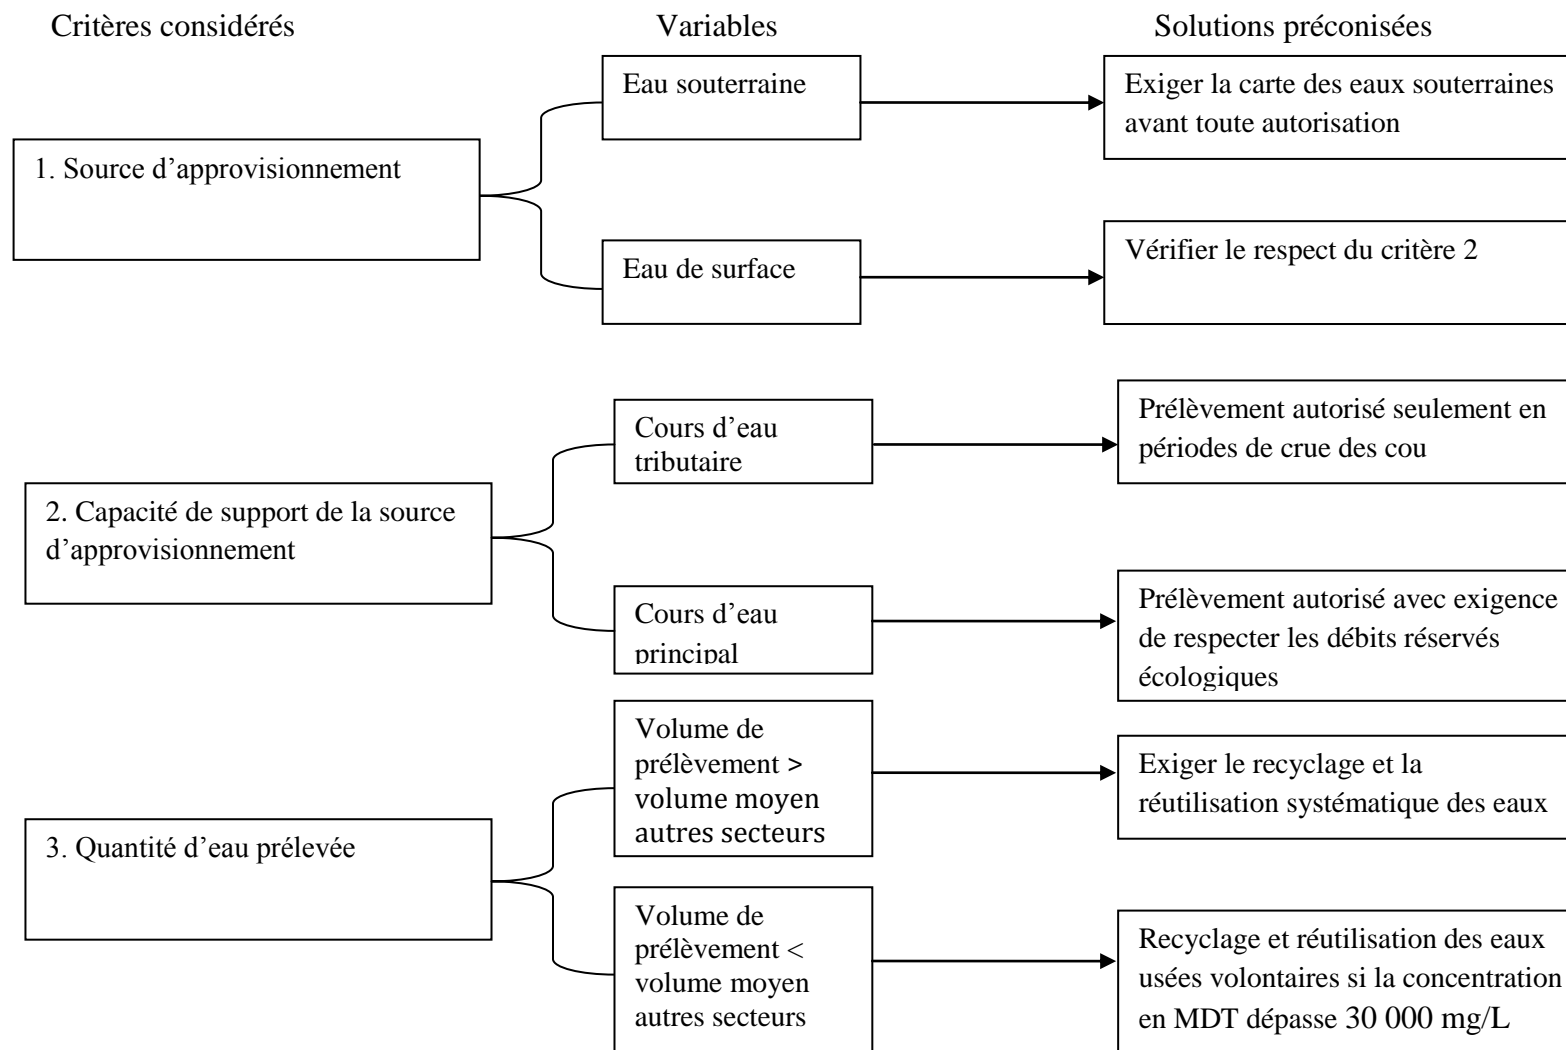 Critères considérés
Variables
Solutions préconisées
1. Source d’approvisionnement
Eau souterraine
Exiger la carte des eaux souterraines
avant toute autorisation
Eau de surface
Vérifier le respect du critère 2
2. Capacité de support de la source
d’approvisionnement
Cours d’eau
tributaire
Prélèvement autorisé seulement en
périodes de crue des cou
Cours d’eau
principal
Prélèvement autorisé avec exigence
de respecter les débits réservés
écologiques
3. Quantité d’eau prélevée
Volume de
prélèvement >
volume moyen
autres secteurs
Exiger le recyclage et la
réutilisation systématique des eaux
Volume de
prélèvement <
volume moyen
autres secteurs
Recyclage et réutilisation des eaux
usées volontaires si la concentration
en MDT dépasse 30 000 mg/L